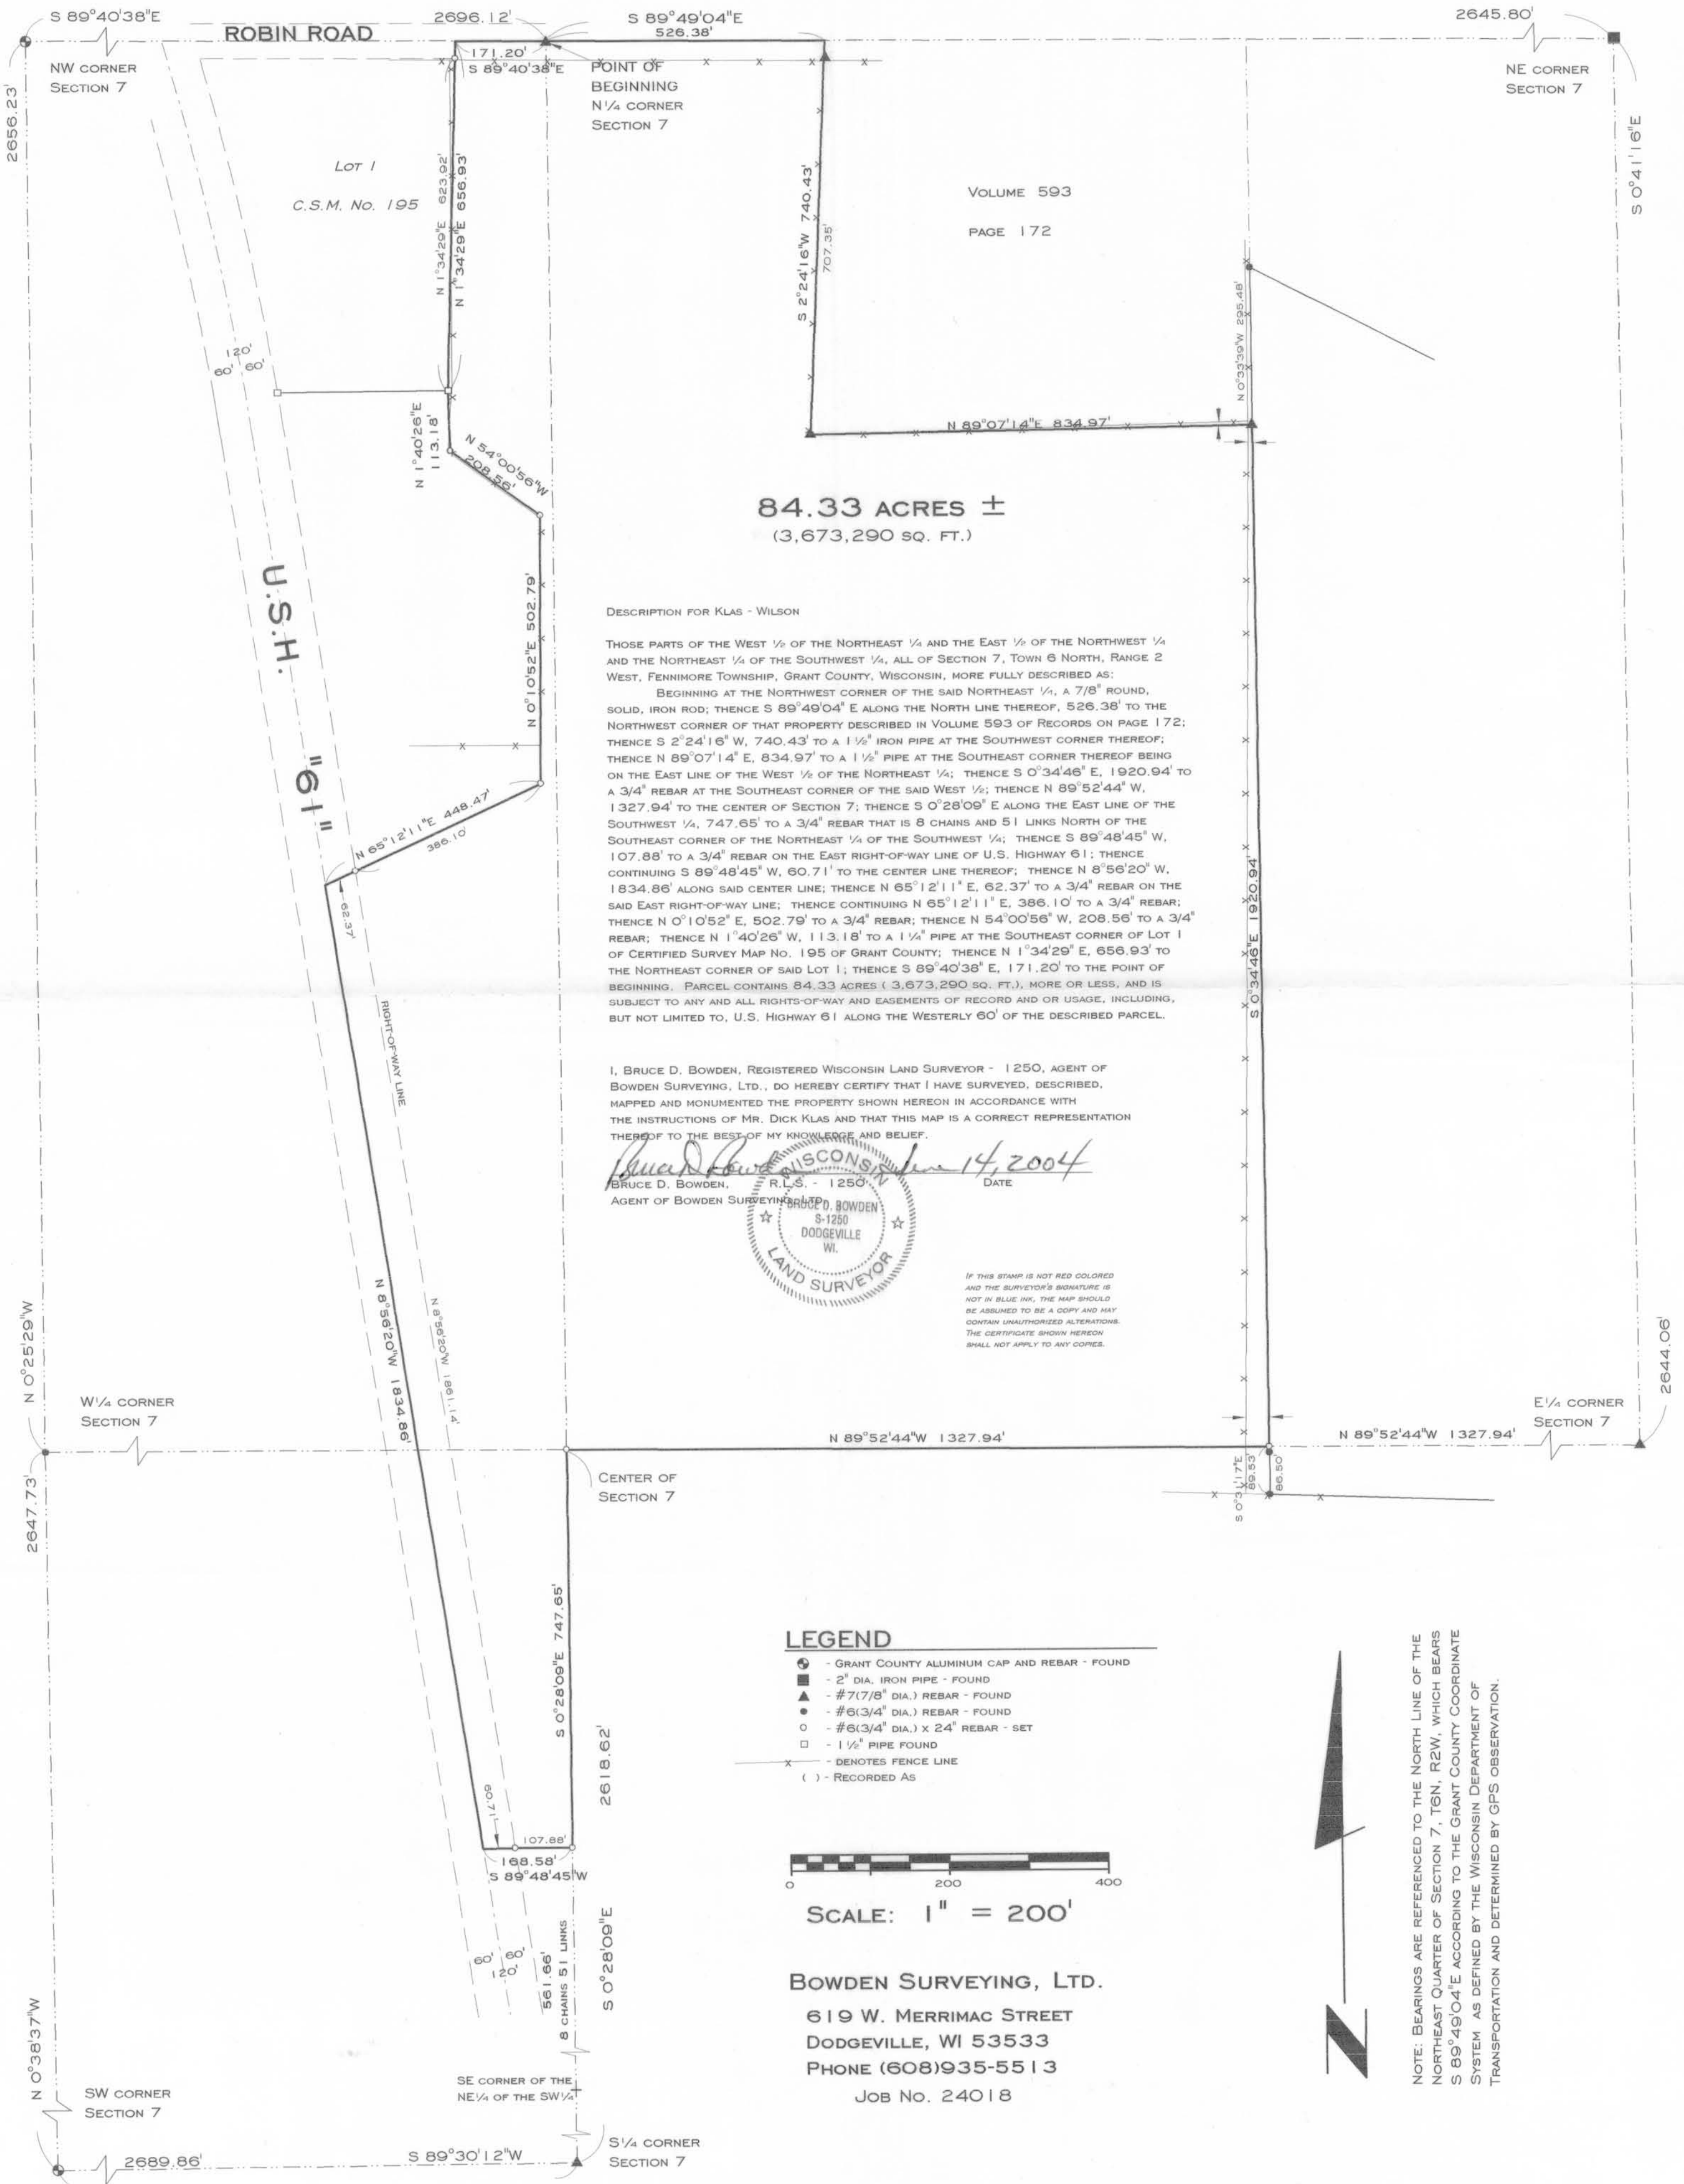 S 89°40'38"E
2696.12'
S 89°49'04"E
526.38'
2645.80'
ROBIN ROAD
171.20'
S 89°40'38"E
NW CORNER
SECTION 7
POINT OF
BEGINNING
N¼ CORNER
SECTION 7
NE CORNER
SECTION 7
2656.23'
S 0°41'16"E
LOT 1
C.S.M. No. 195
N 1°34'29"E 623.92'
N 1°34'29"E 656.93'
S 2°24'16"W 740.43'
707.35'
VOLUME 593
PAGE 172
N 0°33'39"W 295.48'
120'
60' 60'
N 1°40'26"E
113.18'
N 54°00'56"W
208.56'
N 89°07'14"E 834.97'
84.33 ACRES ±
(3,673,290 SQ. FT.)
U.S.H. "61"
N 0°10'52"E 502.79'
N 65°12'11"E 448.47'
386.10'
62.37'
RIGHT-OF-WAY LINE
DESCRIPTION FOR KLAS - WILSON
THOSE PARTS OF THE WEST ½ OF THE NORTHEAST ¼ AND THE EAST ½ OF THE NORTHWEST ¼
AND THE NORTHEAST ¼ OF THE SOUTHWEST ¼, ALL OF SECTION 7, TOWN 6 NORTH, RANGE 2
WEST, FENNIMORE TOWNSHIP, GRANT COUNTY, WISCONSIN, MORE FULLY DESCRIBED AS:
BEGINNING AT THE NORTHWEST CORNER OF THE SAID NORTHEAST ¼, A 7/8" ROUND,
SOLID, IRON ROD; THENCE S 89°49'04" E ALONG THE NORTH LINE THEREOF, 526.38' TO THE
NORTHWEST CORNER OF THAT PROPERTY DESCRIBED IN VOLUME 593 OF RECORDS ON PAGE 172;
THENCE S 2°24'16" W, 740.43' TO A 1 ½" IRON PIPE AT THE SOUTHWEST CORNER THEREOF;
THENCE N 89°07'14" E, 834.97' TO A 1 ½" PIPE AT THE SOUTHEAST CORNER THEREOF BEING
ON THE EAST LINE OF THE WEST ½ OF THE NORTHEAST ¼; THENCE S 0°34'46" E, 1920.94' TO
A 3/4" REBAR AT THE SOUTHEAST CORNER OF THE SAID WEST ½; THENCE N 89°52'44" W,
1327.94' TO THE CENTER OF SECTION 7; THENCE S 0°28'09" E ALONG THE EAST LINE OF THE
SOUTHWEST ¼, 747.65' TO A 3/4" REBAR THAT IS 8 CHAINS AND 51 LINKS NORTH OF THE
SOUTHEAST CORNER OF THE NORTHEAST ¼ OF THE SOUTHWEST ¼; THENCE S 89°48'45" W,
107.88' TO A 3/4" REBAR ON THE EAST RIGHT-OF-WAY LINE OF U.S. HIGHWAY 61; THENCE
CONTINUING S 89°48'45" W, 60.71' TO THE CENTER LINE THEREOF; THENCE N 8°56'20" W,
1834.86' ALONG SAID CENTER LINE; THENCE N 65°12'11" E, 62.37' TO A 3/4" REBAR ON THE
SAID EAST RIGHT-OF-WAY LINE; THENCE CONTINUING N 65°12'11" E, 386.10' TO A 3/4" REBAR;
THENCE N 0°10'52" E, 502.79' TO A 3/4" REBAR; THENCE N 54°00'56" W, 208.56' TO A 3/4"
REBAR; THENCE N 1°40'26" W, 113.18' TO A 1 ¼" PIPE AT THE SOUTHEAST CORNER OF LOT 1
OF CERTIFIED SURVEY MAP NO. 195 OF GRANT COUNTY; THENCE N 1°34'29" E, 656.93' TO
THE NORTHEAST CORNER OF SAID LOT 1; THENCE S 89°40'38" E, 171.20' TO THE POINT OF
BEGINNING. PARCEL CONTAINS 84.33 ACRES ( 3,673,290 SQ. FT.), MORE OR LESS, AND IS
SUBJECT TO ANY AND ALL RIGHTS-OF-WAY AND EASEMENTS OF RECORD AND OR USAGE, INCLUDING,
BUT NOT LIMITED TO, U.S. HIGHWAY 61 ALONG THE WESTERLY 60' OF THE DESCRIBED PARCEL.
S 0°34'46"E 1920.94'
I, BRUCE D. BOWDEN, REGISTERED WISCONSIN LAND SURVEYOR - 1250, AGENT OF
BOWDEN SURVEYING, LTD., DO HEREBY CERTIFY THAT I HAVE SURVEYED, DESCRIBED,
MAPPED AND MONUMENTED THE PROPERTY SHOWN HEREON IN ACCORDANCE WITH
THE INSTRUCTIONS OF MR. DICK KLAS AND THAT THIS MAP IS A CORRECT REPRESENTATION
THEREOF TO THE BEST OF MY KNOWLEDGE AND BELIEF.
Bruce D. Bowden June 14, 2004
BRUCE D. BOWDEN, R.L.S. - 1250 DATE
AGENT OF BOWDEN SURVEYING, LTD.
WISCONSIN
BRUCE D. BOWDEN
S-1250
DODGEVILLE
WI.
LAND SURVEYOR
IF THIS STAMP IS NOT RED COLORED
AND THE SURVEYOR'S SIGNATURE IS
NOT IN BLUE INK, THE MAP SHOULD
BE ASSUMED TO BE A COPY AND MAY
CONTAIN UNAUTHORIZED ALTERATIONS.
THE CERTIFICATE SHOWN HEREON
SHALL NOT APPLY TO ANY COPIES.
N 8°56'20"W 1834.86'
N 8°56'20"W 1861.14'
N 0°25'29"W
2644.06'
W¼ CORNER
SECTION 7
E¼ CORNER
SECTION 7
N 89°52'44"W 1327.94'
N 89°52'44"W 1327.94'
CENTER OF
SECTION 7
2647.73'
S 0°31'17"E
89.53'
86.50'
S 0°28'09"E 747.65'
2618.62'
60.71'
107.88'
168.58'
S 89°48'45"W
60' 60'
120'
561.66'
8 CHAINS 51 LINKS
S 0°28'09"E
LEGEND
- GRANT COUNTY ALUMINUM CAP AND REBAR - FOUND
- 2" DIA. IRON PIPE - FOUND
- #7(7/8" DIA.) REBAR - FOUND
- #6(3/4" DIA.) REBAR - FOUND
- #6(3/4" DIA.) X 24" REBAR - SET
- 1 ½" PIPE FOUND
x - DENOTES FENCE LINE
( ) - RECORDED AS
0 200 400
SCALE: 1" = 200'
BOWDEN SURVEYING, LTD.
619 W. MERRIMAC STREET
DODGEVILLE, WI 53533
PHONE (608)935-5513
JOB NO. 24018
N
NOTE: BEARINGS ARE REFERENCED TO THE NORTH LINE OF THE
NORTHEAST QUARTER OF SECTION 7, T6N, R2W, WHICH BEARS
S 89°49'04"E ACCORDING TO THE GRANT COUNTY COORDINATE
SYSTEM AS DEFINED BY THE WISCONSIN DEPARTMENT OF
TRANSPORTATION AND DETERMINED BY GPS OBSERVATION.
N 0°38'37"W
SW CORNER
SECTION 7
SE CORNER OF THE
NE¼ OF THE SW¼
2689.86'
S 89°30'12"W
S¼ CORNER
SECTION 7